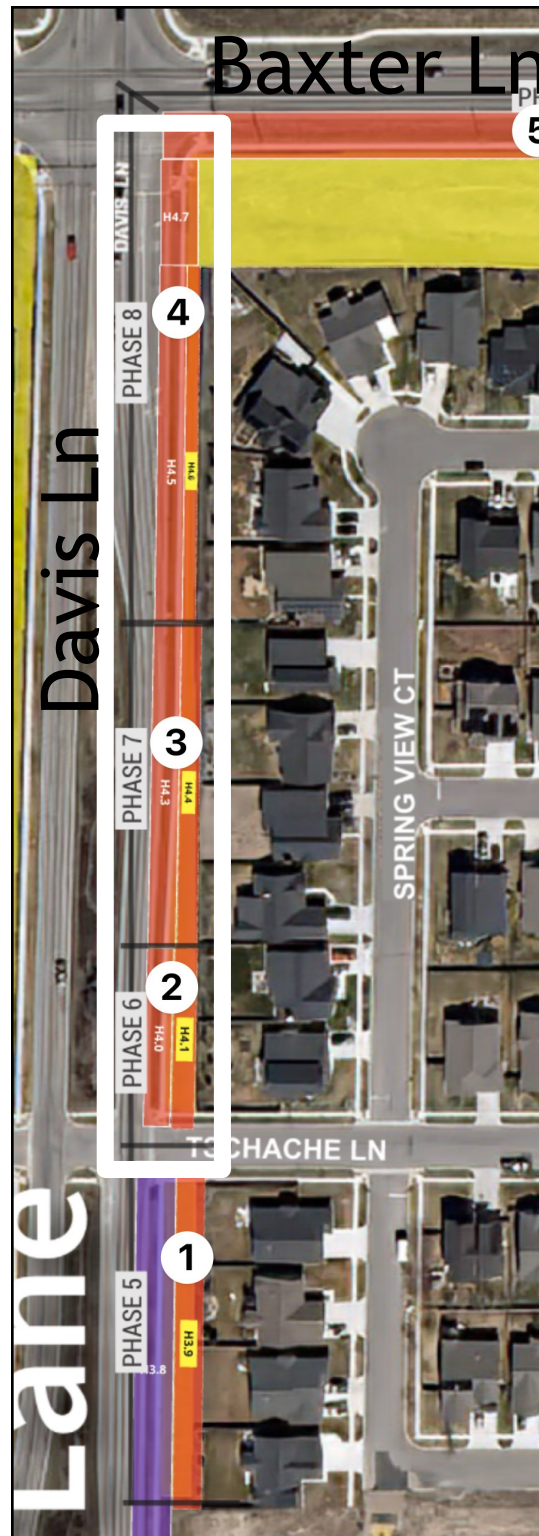 Baxter Ln
PH
5
DAVIS LN
H4.7
4
PHASE 8
Davis Ln
H4.5
H4.6
SPRING VIEW CT
3
PHASE 7
H4.3
H4.4
2
PHASE 6
H4.0
H4.1
TSCHACHE LN
Lane
1
PHASE 5
H3.9
3.8